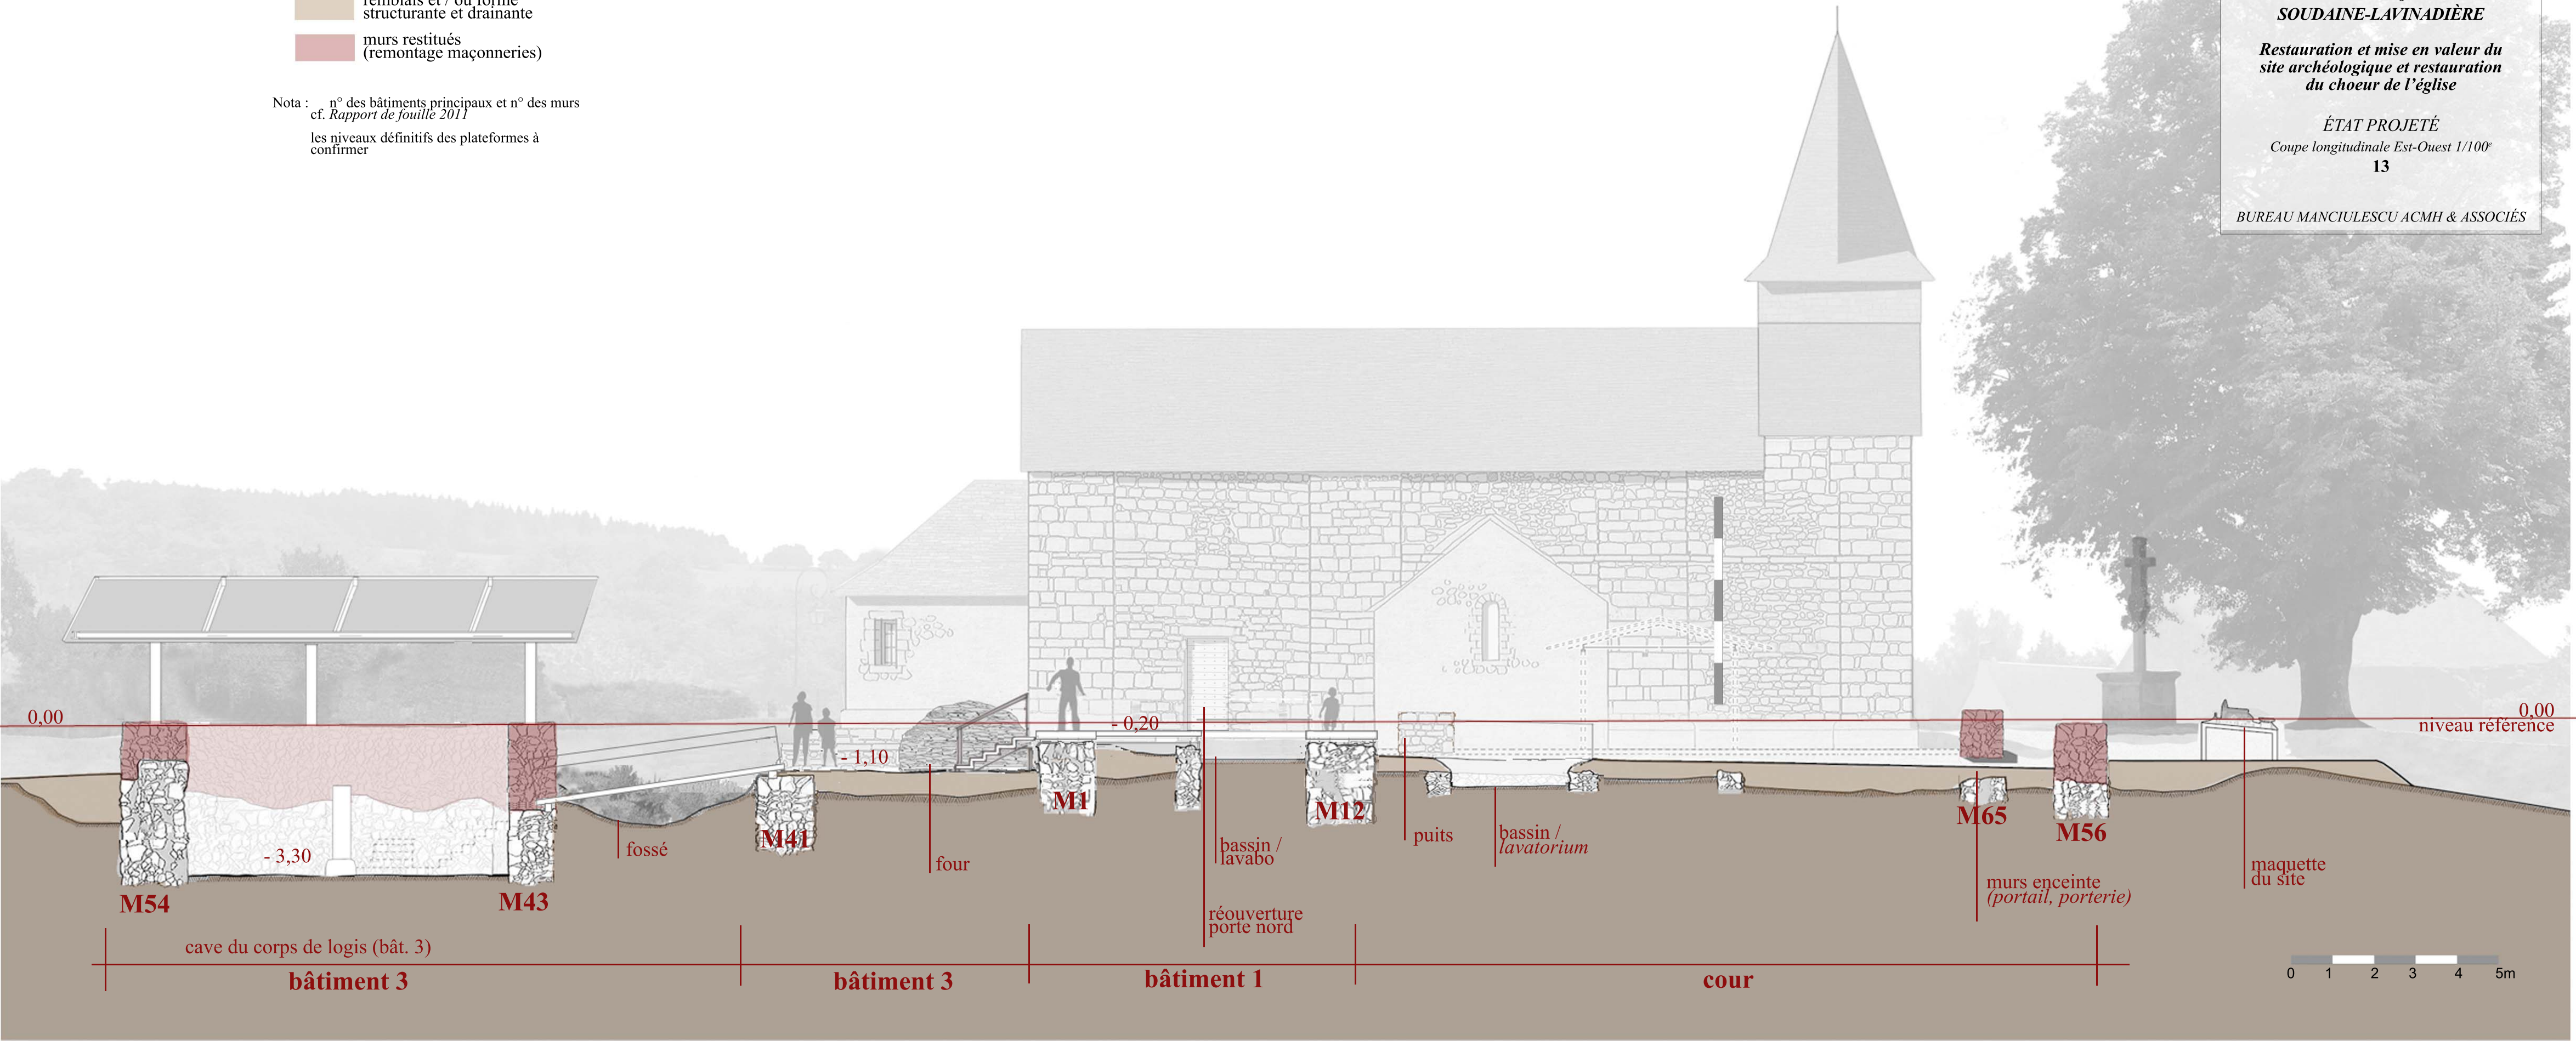 structurante et drainante
murs restitués
(remontage maçonneries)
Nota : n° des bâtiments principaux et n° des murs
cf. Rapport de fouille 2011
les niveaux définitifs des plateformes à
confirmer
SOUDAINE-LAVINADIÈRE
Restauration et mise en valeur du
site archéologique et restauration
du choeur de l'église
ÉTAT PROJETÉ
Coupe longitudinale Est-Ouest 1/100e
13
BUREAU MANCIULESCU ACMH & ASSOCIÉS
0,00
- 0,20
0,00
niveau référence
- 1,10
- 3,30
M54
M43
fossé
M41
four
M1
bassin /
lavabo
réouverture
porte nord
M12
puits
bassin /
lavatorium
M65
M56
murs enceinte
(portail, porterie)
maquette
du site
cave du corps de logis (bât. 3)
bâtiment 3
bâtiment 3
bâtiment 1
cour
0 1 2 3 4 5m